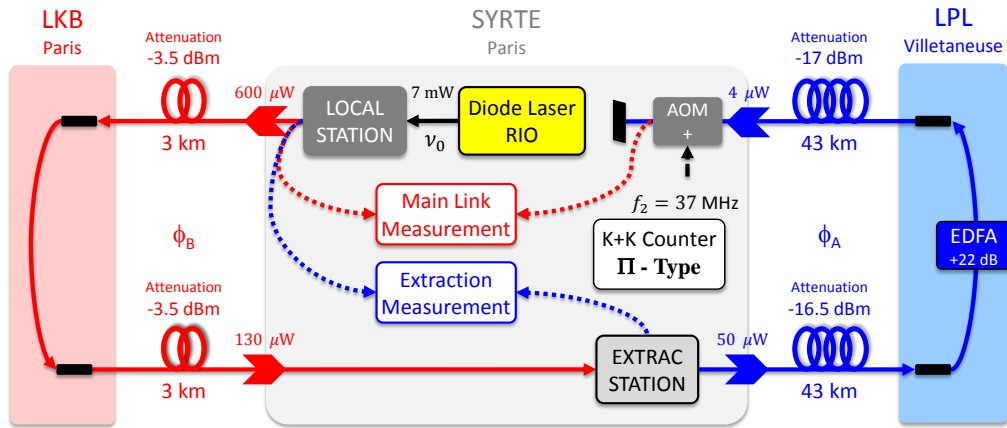 LKB
Paris
SYRTE
Paris
LPL
Villetaneuse
Attenuation
-3.5 dBm
3 km
600 μW
LOCAL
STATION
7 mW
ν0
Diode Laser
RIO
AOM
+
4 μW
Attenuation
-17 dBm
43 km
Main Link
Measurement
f2 = 37 MHz
K+K Counter
Π - Type
ϕB
ϕA
EDFA
+22 dB
Extraction
Measurement
Attenuation
-3.5 dBm
3 km
130 μW
EXTRAC
STATION
50 μW
Attenuation
-16.5 dBm
43 km